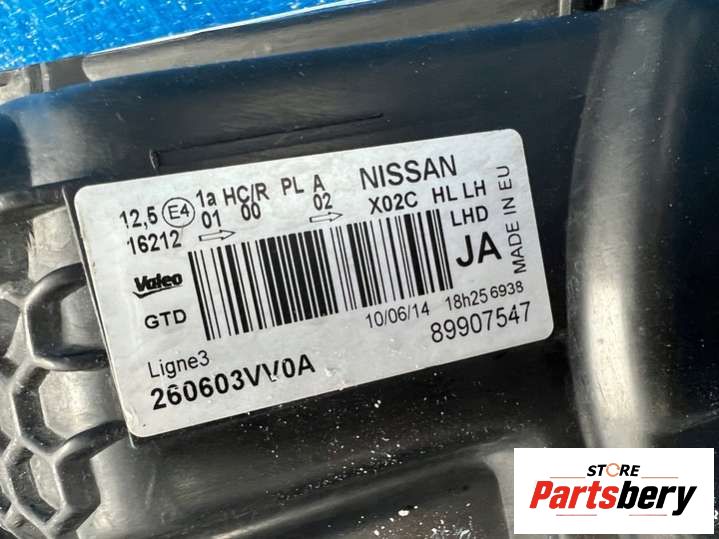 12,5 E4 1a HC/R PL A NISSAN
16212 01 00 02 X02C HL LH
LHD
Valeo
GTD
JA
MADE IN EU
10/06/14 18h25 6938
89907547
Ligne3
260603VV0A
STORE
Partsbery